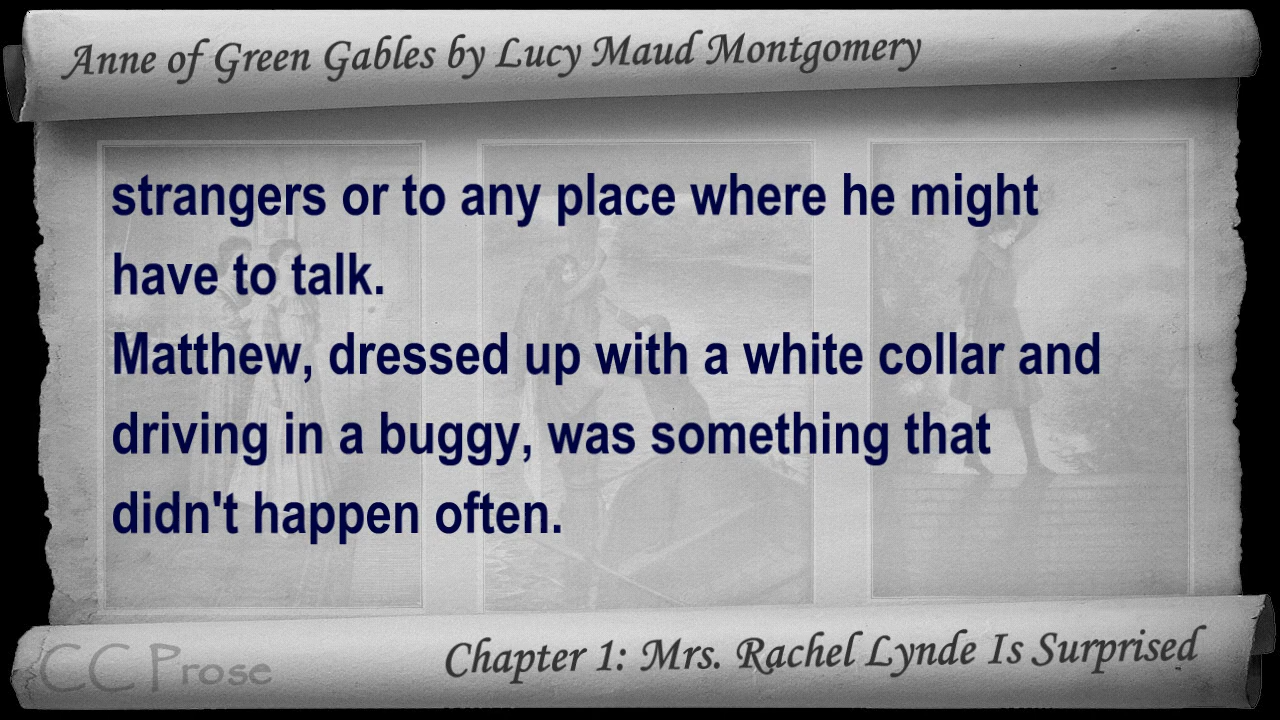 Anne of Green Gables by Lucy Maud Montgomery
strangers or to any place where he might
have to talk.
Matthew, dressed up with a white collar and
driving in a buggy, was something that
didn't happen often.
CC Prose
Chapter 1: Mrs. Rachel Lynde Is Surprised